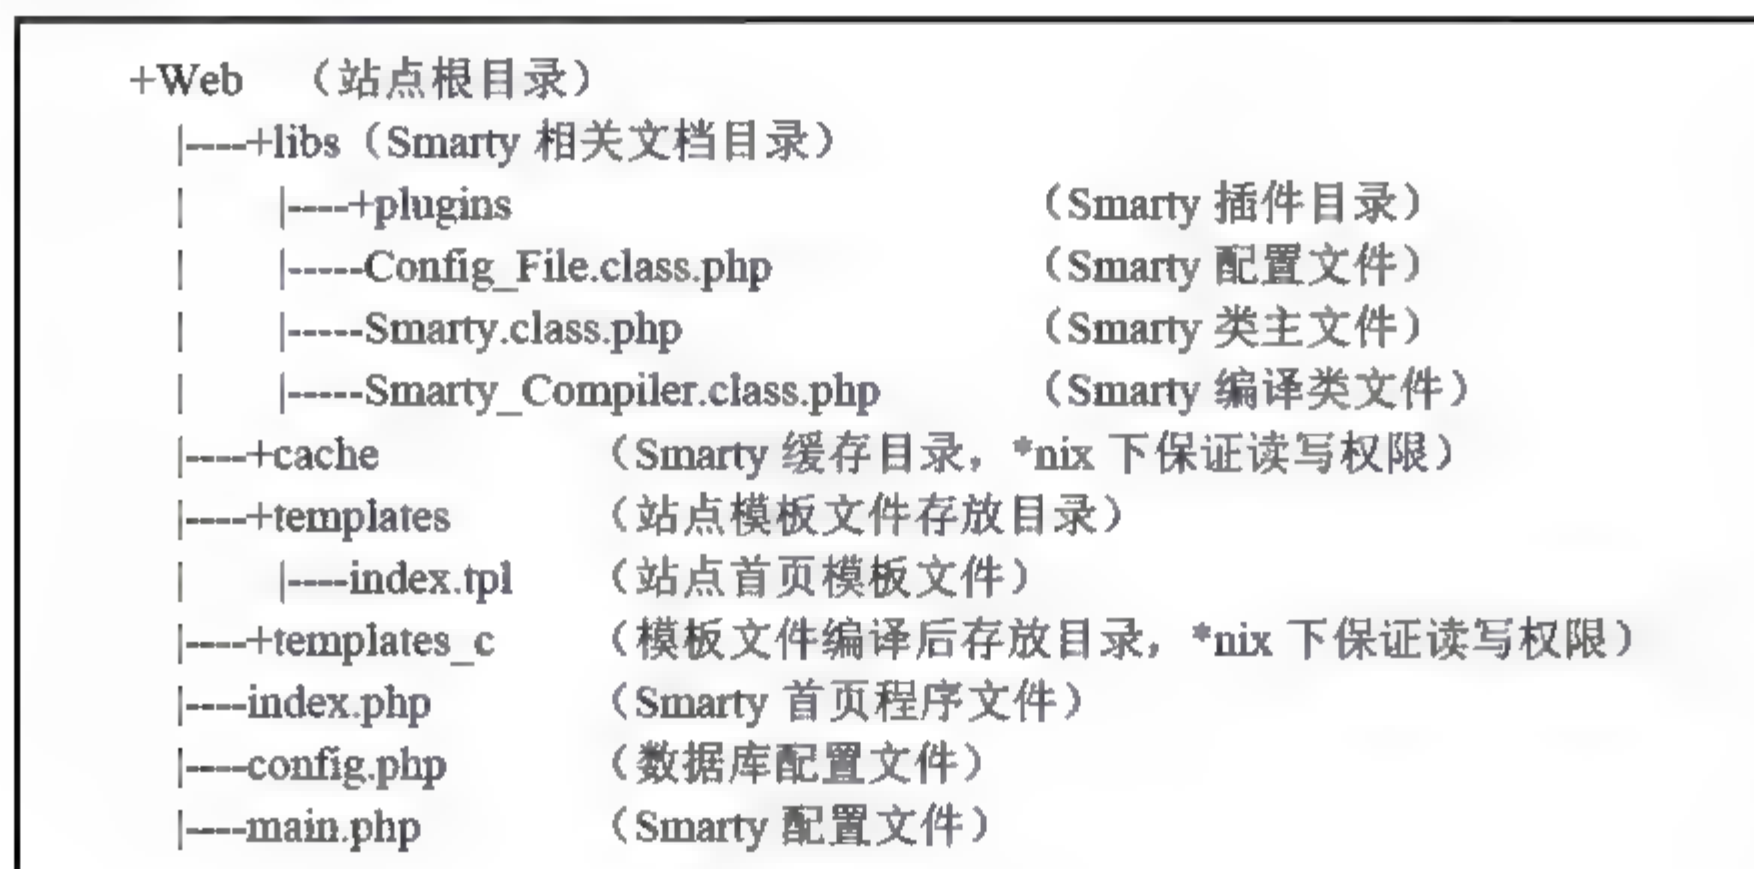 +Web （站点根目录）
|----+libs（Smarty 相关文档目录）
| |----+plugins （Smarty 插件目录）
| |-----Config_File.class.php （Smarty 配置文件）
| |-----Smarty.class.php （Smarty 类主文件）
| |-----Smarty_Compiler.class.php （Smarty 编译类文件）
|----+cache （Smarty 缓存目录，*nix 下保证读写权限）
|----+templates （站点模板文件存放目录）
| |----index.tpl （站点首页模板文件）
|----+templates_c （模板文件编译后存放目录，*nix 下保证读写权限）
|----index.php （Smarty 首页程序文件）
|----config.php （数据库配置文件）
|----main.php （Smarty 配置文件）